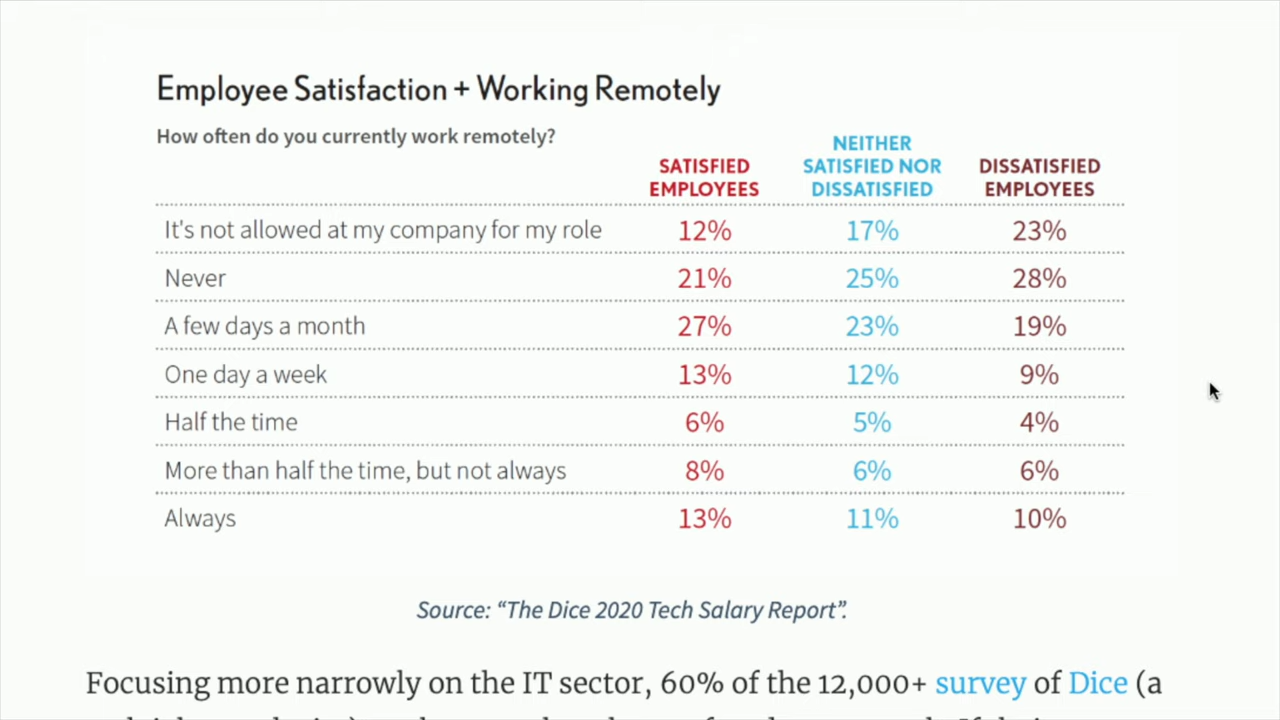 Employee Satisfaction + Working Remotely
How often do you currently work remotely?
SATISFIED EMPLOYEES
NEITHER SATISFIED NOR DISSATISFIED
DISSATISFIED EMPLOYEES
It's not allowed at my company for my role 12% 17% 23%
Never 21% 25% 28%
A few days a month 27% 23% 19%
One day a week 13% 12% 9%
Half the time 6% 5% 4%
More than half the time, but not always 8% 6% 6%
Always 13% 11% 10%
Source: “The Dice 2020 Tech Salary Report”.
Focusing more narrowly on the IT sector, 60% of the 12,000+ survey of Dice (a